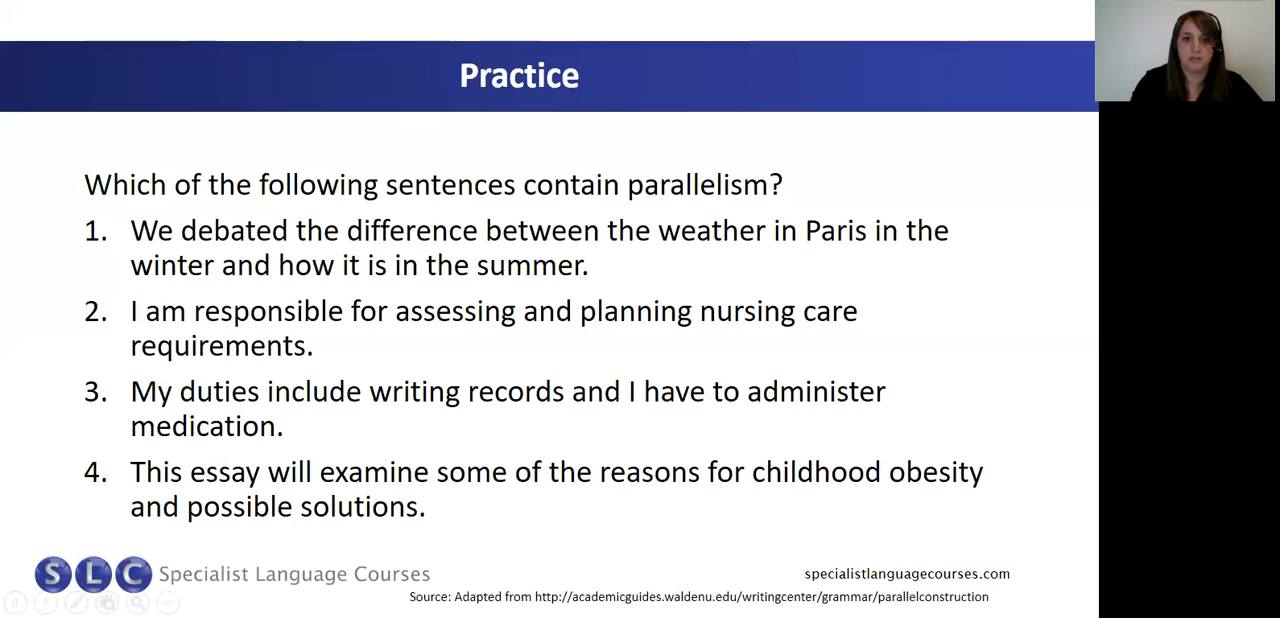 Practice
Which of the following sentences contain parallelism?
1. We debated the difference between the weather in Paris in the
winter and how it is in the summer.
2. I am responsible for assessing and planning nursing care
requirements.
3. My duties include writing records and I have to administer
medication.
4. This essay will examine some of the reasons for childhood obesity
and possible solutions.
SLC Specialist Language Courses
specialistlanguagecourses.com
Source: Adapted from http://academicguides.waldenu.edu/writingcenter/grammar/parallelconstruction